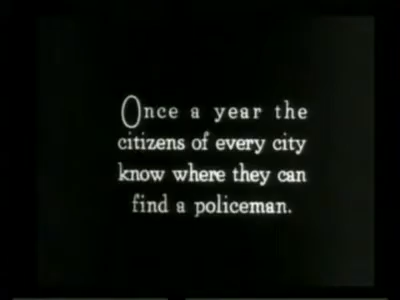 Once a year the
citizens of every city
know where they can
find a policeman.